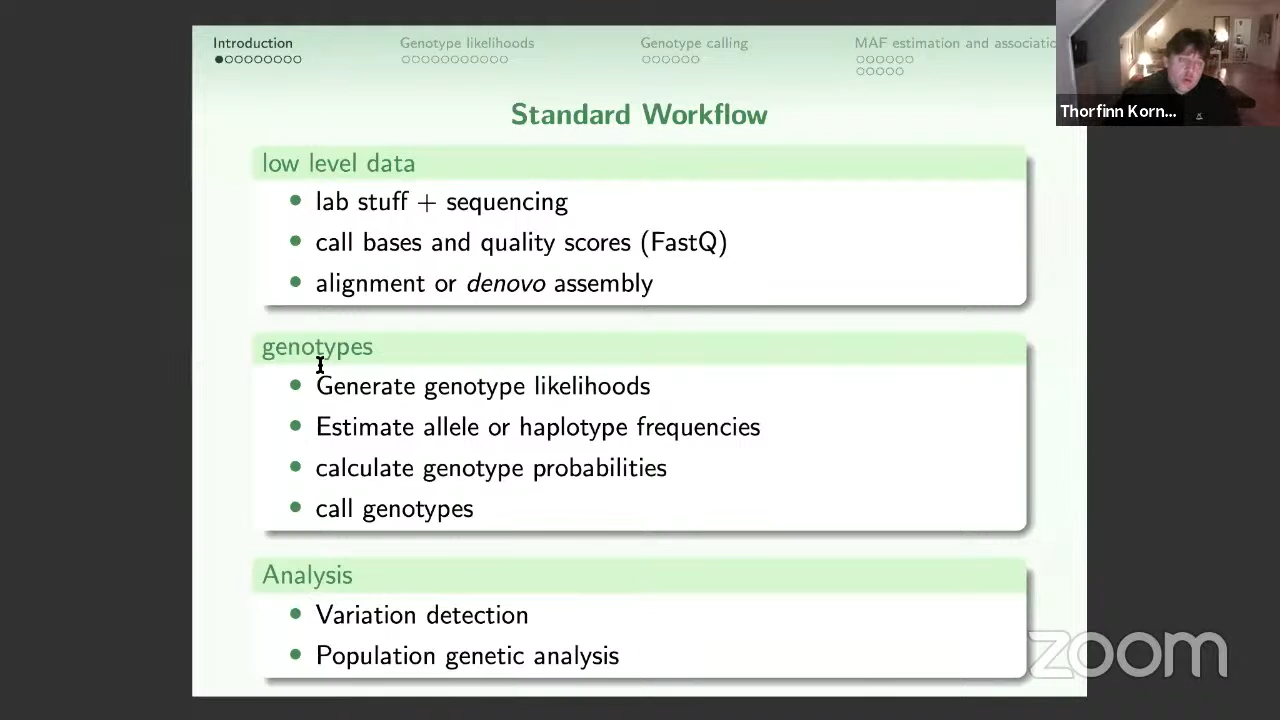 Introduction
Genotype likelihoods
Genotype calling
MAF estimation and associatio
Thorfinn Korn...
Standard Workflow
low level data
lab stuff + sequencing
call bases and quality scores (FastQ)
alignment or denovo assembly
genotypes
Generate genotype likelihoods
Estimate allele or haplotype frequencies
calculate genotype probabilities
call genotypes
Analysis
Variation detection
Population genetic analysis
zoom